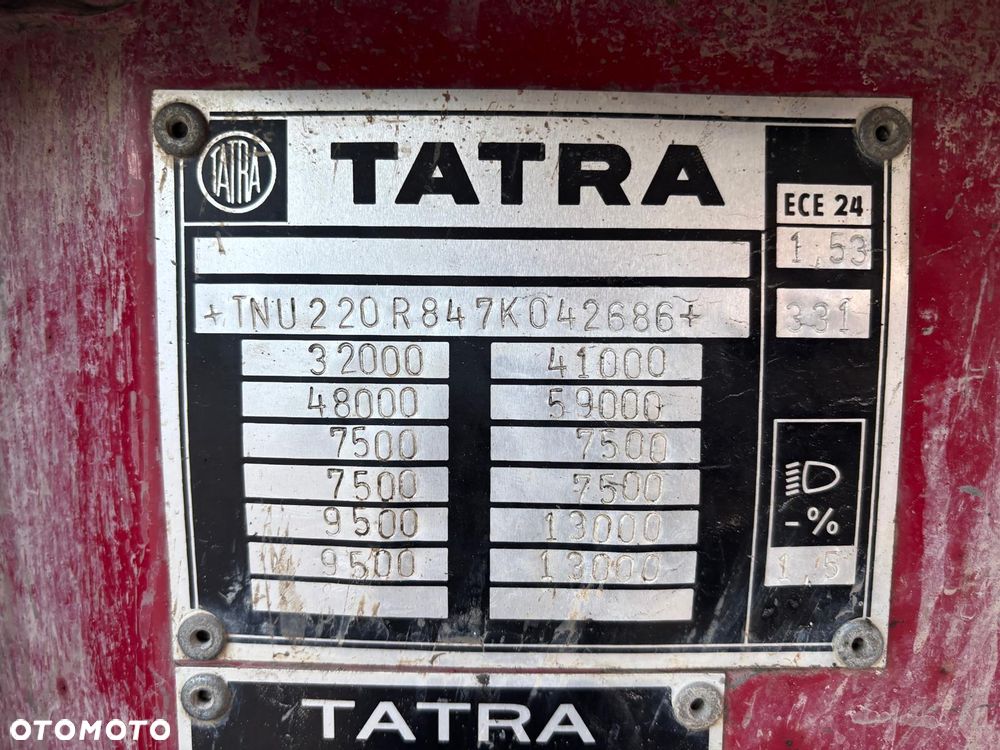 TATRA TATRA
ECE 24
1,53
+TNU220R847K042686+ 331
32000 41000
48000 59000
7500 7500
7500 7500
9500 13000
9500 13000
-%
1,5
TATRA
OTOMOTO